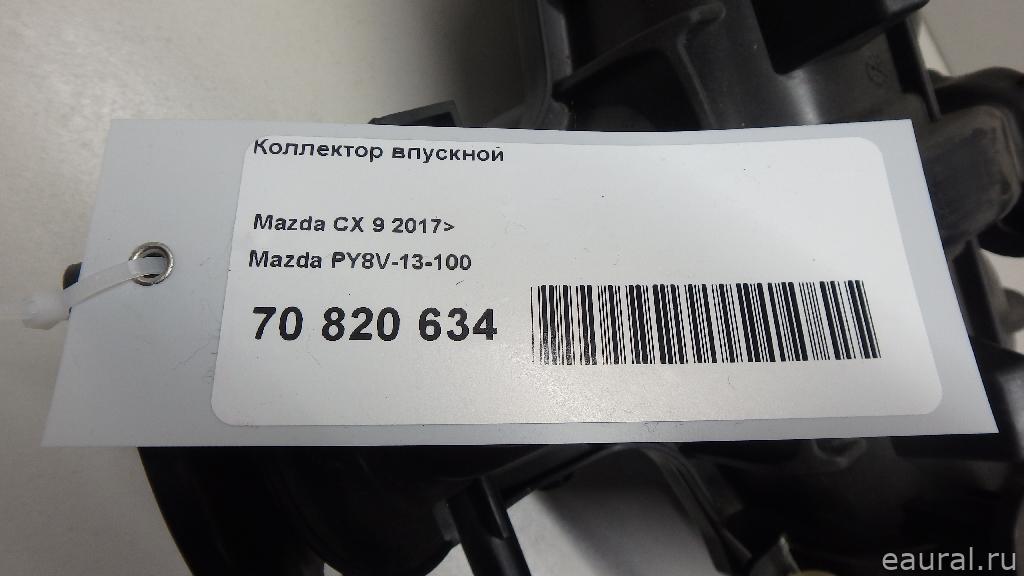 Коллектор впускной
Mazda CX 9 2017>
Mazda PY8V-13-100
70 820 634
eaural.ru